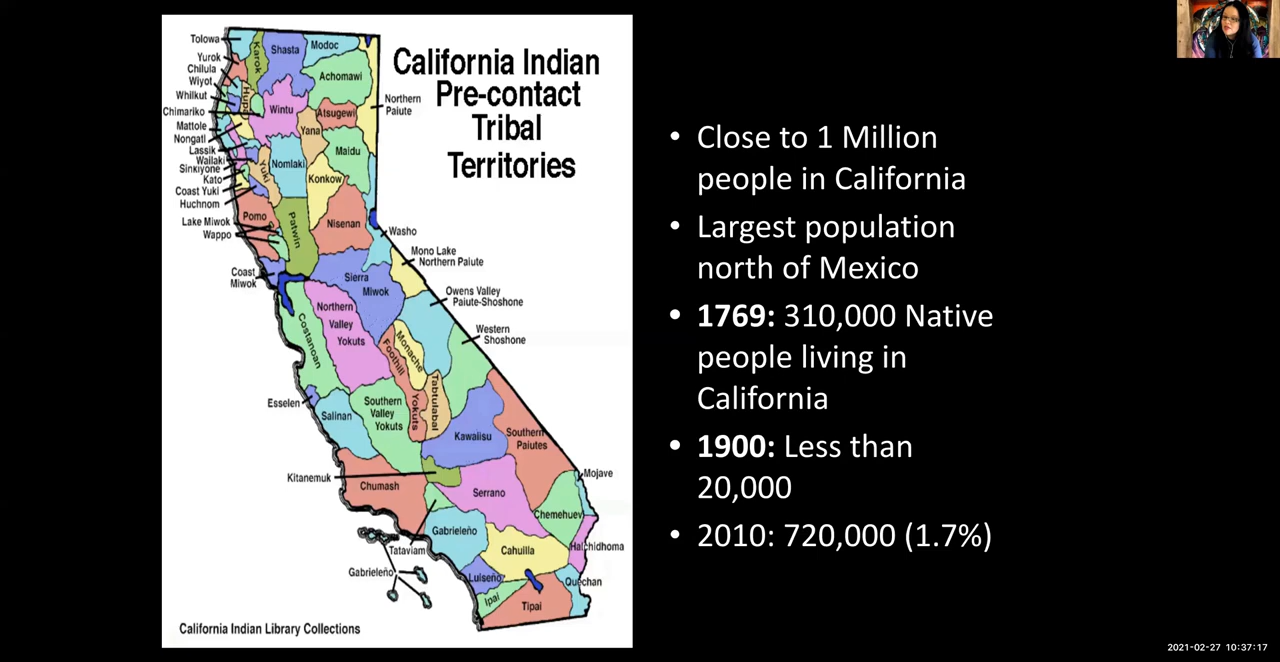 California Indian
Pre-contact
Tribal
Territories
Tolowa
Yurok
Chilula
Wiyot
Whilkut
Chimariko
Mattole
Nongatl
Lassik
Wailaki
Sinkiyone
Kato
Coast Yuki
Huchnom
Lake Miwok
Wappo
Coast
Miwok
Karok
Shasta
Modoc
Achomawi
Northern
Paiute
Hupa
Wintu
Atsugewi
Yana
Maidu
Nomlaki
Yuki
Konkow
Pomo
Patwin
Nisenan
Washo
Mono Lake
Northern Paiute
Sierra
Miwok
Owens Valley
Paiute-Shoshone
Northern
Valley
Yokuts
Costanoan
Western
Shoshone
Monache
Foothill
Yokuts
Tabtulabal
Esselen
Salinan
Southern
Valley
Yokuts
Kawaiisu
Southern
Paiutes
Kitanemuk
Chumash
Serrano
Mojave
Chemehuev
Gabrieleño
Tataviam
Cahuilla
Halchidhoma
Gabrieleño
Luiseño
Quechan
Ipai
Tipai
California Indian Library Collections
• Close to 1 Million
people in California
• Largest population
north of Mexico
• 1769: 310,000 Native
people living in
California
• 1900: Less than
20,000
• 2010: 720,000 (1.7%)
2021-02-27 10:37:17